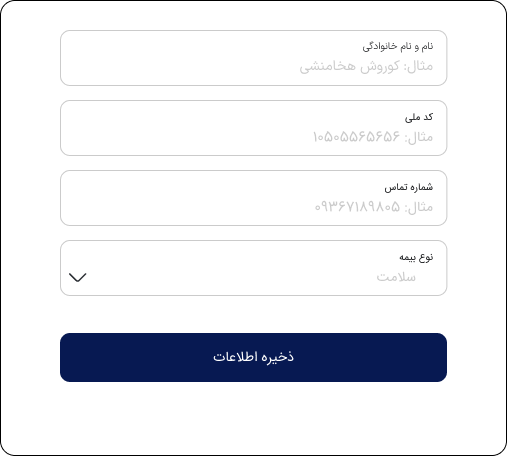 نام و نام خانوادگی
مثال: کوروش هخامنشی
کد ملی
مثال: ۱۰۵۰۵۵۶۵۶۵۶
شماره تماس
مثال: ۰۹۳۶۷۱۸۹۸۰۵
نوع بیمه
سلامت
ذخیره اطلاعات